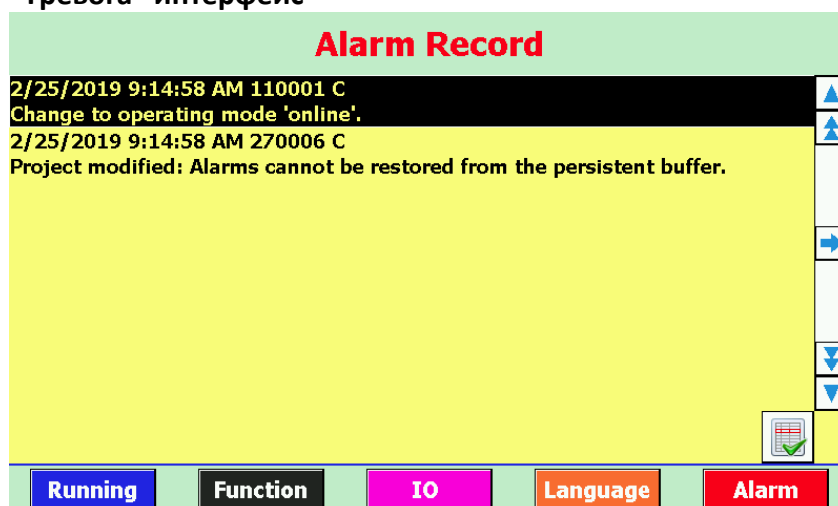 "Тревога" интерфейс
Alarm Record
2/25/2019 9:14:58 AM 110001 C
Change to operating mode 'online'.
2/25/2019 9:14:58 AM 270006 C
Project modified: Alarms cannot be restored from the persistent buffer.
Running Function IO Language Alarm